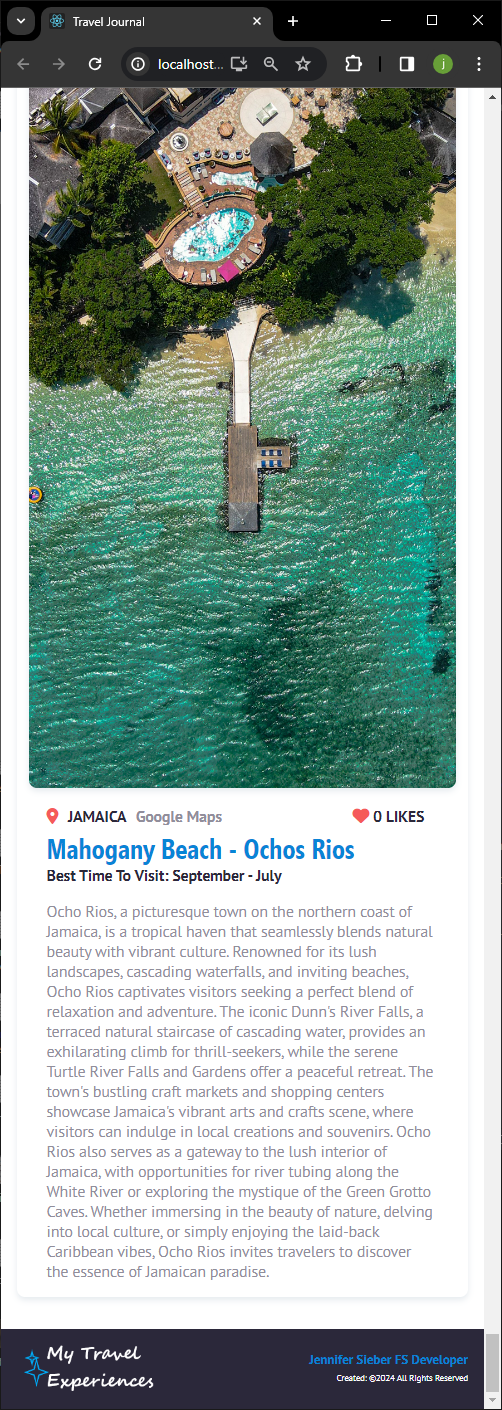 Travel Journal
localhost...
j
JAMAICA Google Maps 0 LIKES
Mahogany Beach - Ochos Rios
Best Time To Visit: September - July
Ocho Rios, a picturesque town on the northern coast of
Jamaica, is a tropical haven that seamlessly blends natural
beauty with vibrant culture. Renowned for its lush
landscapes, cascading waterfalls, and inviting beaches,
Ocho Rios captivates visitors seeking a perfect blend of
relaxation and adventure. The iconic Dunn's River Falls, a
terraced natural staircase of cascading water, provides an
exhilarating climb for thrill-seekers, while the serene
Turtle River Falls and Gardens offer a peaceful retreat. The
town's bustling craft markets and shopping centers
showcase Jamaica's vibrant arts and crafts scene, where
visitors can indulge in local creations and souvenirs. Ocho
Rios also serves as a gateway to the lush interior of
Jamaica, with opportunities for river tubing along the
White River or exploring the mystique of the Green Grotto
Caves. Whether immersing in the beauty of nature, delving
into local culture, or simply enjoying the laid-back
Caribbean vibes, Ocho Rios invites travelers to discover
the essence of Jamaican paradise.
My Travel
Experiences
Jennifer Sieber FS Developer
Created: ©2024 All Rights Reserved